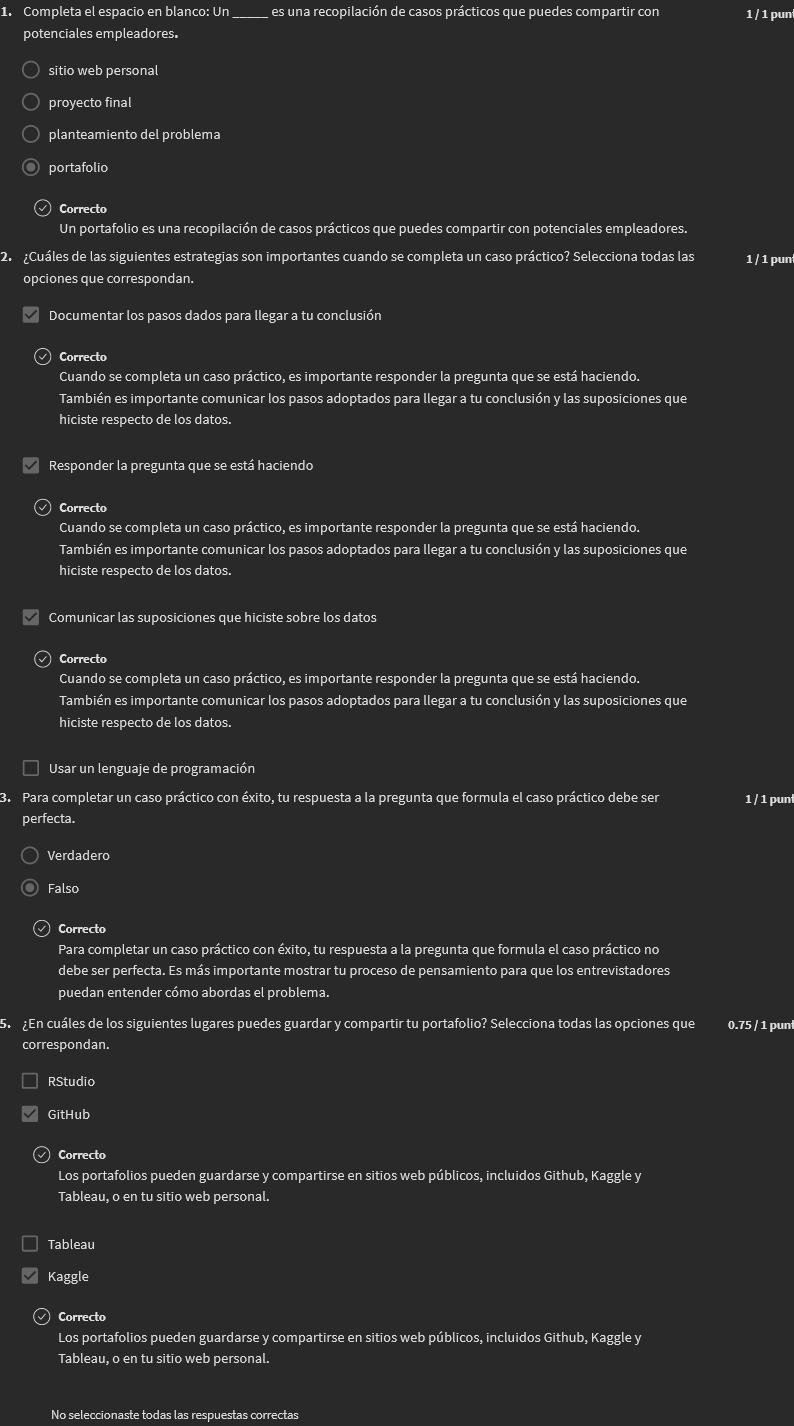 1. Completa el espacio en blanco: Un _____ es una recopilación de casos prácticos que puedes compartir con
1 / 1 punt
potenciales empleadores.
sitio web personal
proyecto final
planteamiento del problema
portafolio
Correcto
Un portafolio es una recopilación de casos prácticos que puedes compartir con potenciales empleadores.
2. ¿Cuáles de las siguientes estrategias son importantes cuando se completa un caso práctico? Selecciona todas las
1 / 1 punt
opciones que correspondan.
Documentar los pasos dados para llegar a tu conclusión
Correcto
Cuando se completa un caso práctico, es importante responder la pregunta que se está haciendo.
También es importante comunicar los pasos adoptados para llegar a tu conclusión y las suposiciones que
hiciste respecto de los datos.
Responder la pregunta que se está haciendo
Correcto
Cuando se completa un caso práctico, es importante responder la pregunta que se está haciendo.
También es importante comunicar los pasos adoptados para llegar a tu conclusión y las suposiciones que
hiciste respecto de los datos.
Comunicar las suposiciones que hiciste sobre los datos
Correcto
Cuando se completa un caso práctico, es importante responder la pregunta que se está haciendo.
También es importante comunicar los pasos adoptados para llegar a tu conclusión y las suposiciones que
hiciste respecto de los datos.
Usar un lenguaje de programación
3. Para completar un caso práctico con éxito, tu respuesta a la pregunta que formula el caso práctico debe ser
1 / 1 punt
perfecta.
Verdadero
Falso
Correcto
Para completar un caso práctico con éxito, tu respuesta a la pregunta que formula el caso práctico no
debe ser perfecta. Es más importante mostrar tu proceso de pensamiento para que los entrevistadores
puedan entender cómo abordas el problema.
5. ¿En cuáles de los siguientes lugares puedes guardar y compartir tu portafolio? Selecciona todas las opciones que
0.75 / 1 punt
correspondan.
RStudio
GitHub
Correcto
Los portafolios pueden guardarse y compartirse en sitios web públicos, incluidos Github, Kaggle y
Tableau, o en tu sitio web personal.
Tableau
Kaggle
Correcto
Los portafolios pueden guardarse y compartirse en sitios web públicos, incluidos Github, Kaggle y
Tableau, o en tu sitio web personal.
No seleccionaste todas las respuestas correctas